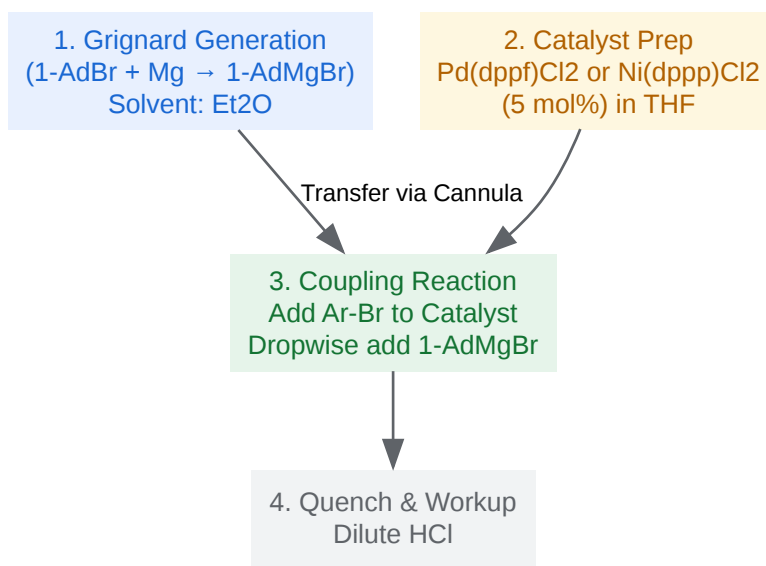 1. Grignard Generation
(1-AdBr + Mg → 1-AdMgBr)
Solvent: Et2O
2. Catalyst Prep
Pd(dppf)Cl2 or Ni(dppp)Cl2
(5 mol%) in THF
Transfer via Cannula
3. Coupling Reaction
Add Ar-Br to Catalyst
Dropwise add 1-AdMgBr
4. Quench & Workup
Dilute HCl